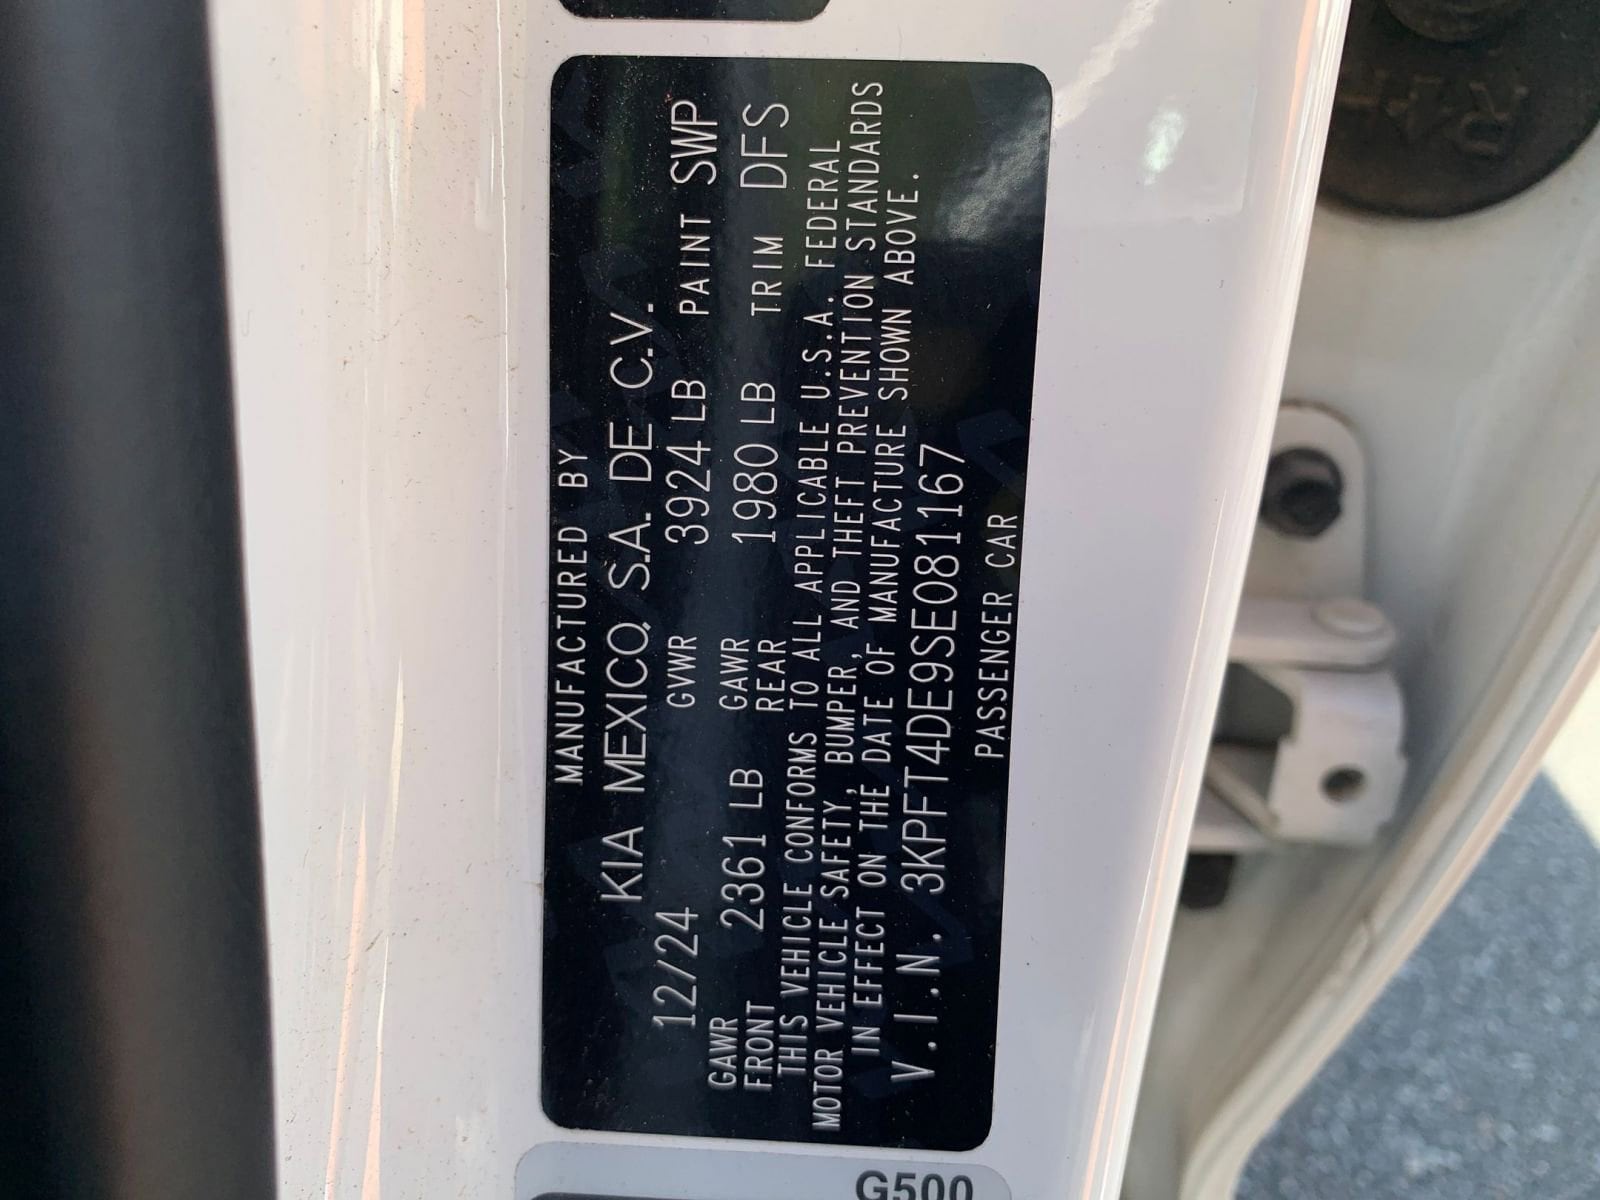 MANUFACTURED BY
KIA MEXICO, S.A. DE C.V.
12/24 GVWR 3924 LB PAINT SWP
GAWR FRONT 2361 LB GAWR REAR 1980 LB TRIM DFS
THIS VEHICLE CONFORMS TO ALL APPLICABLE U.S.A. FEDERAL
MOTOR VEHICLE SAFETY, BUMPER, AND THEFT PREVENTION STANDARDS
IN EFFECT ON THE DATE OF MANUFACTURE SHOWN ABOVE.
V.I.N. 3KPFT4DE9SE081167
PASSENGER CAR
G500